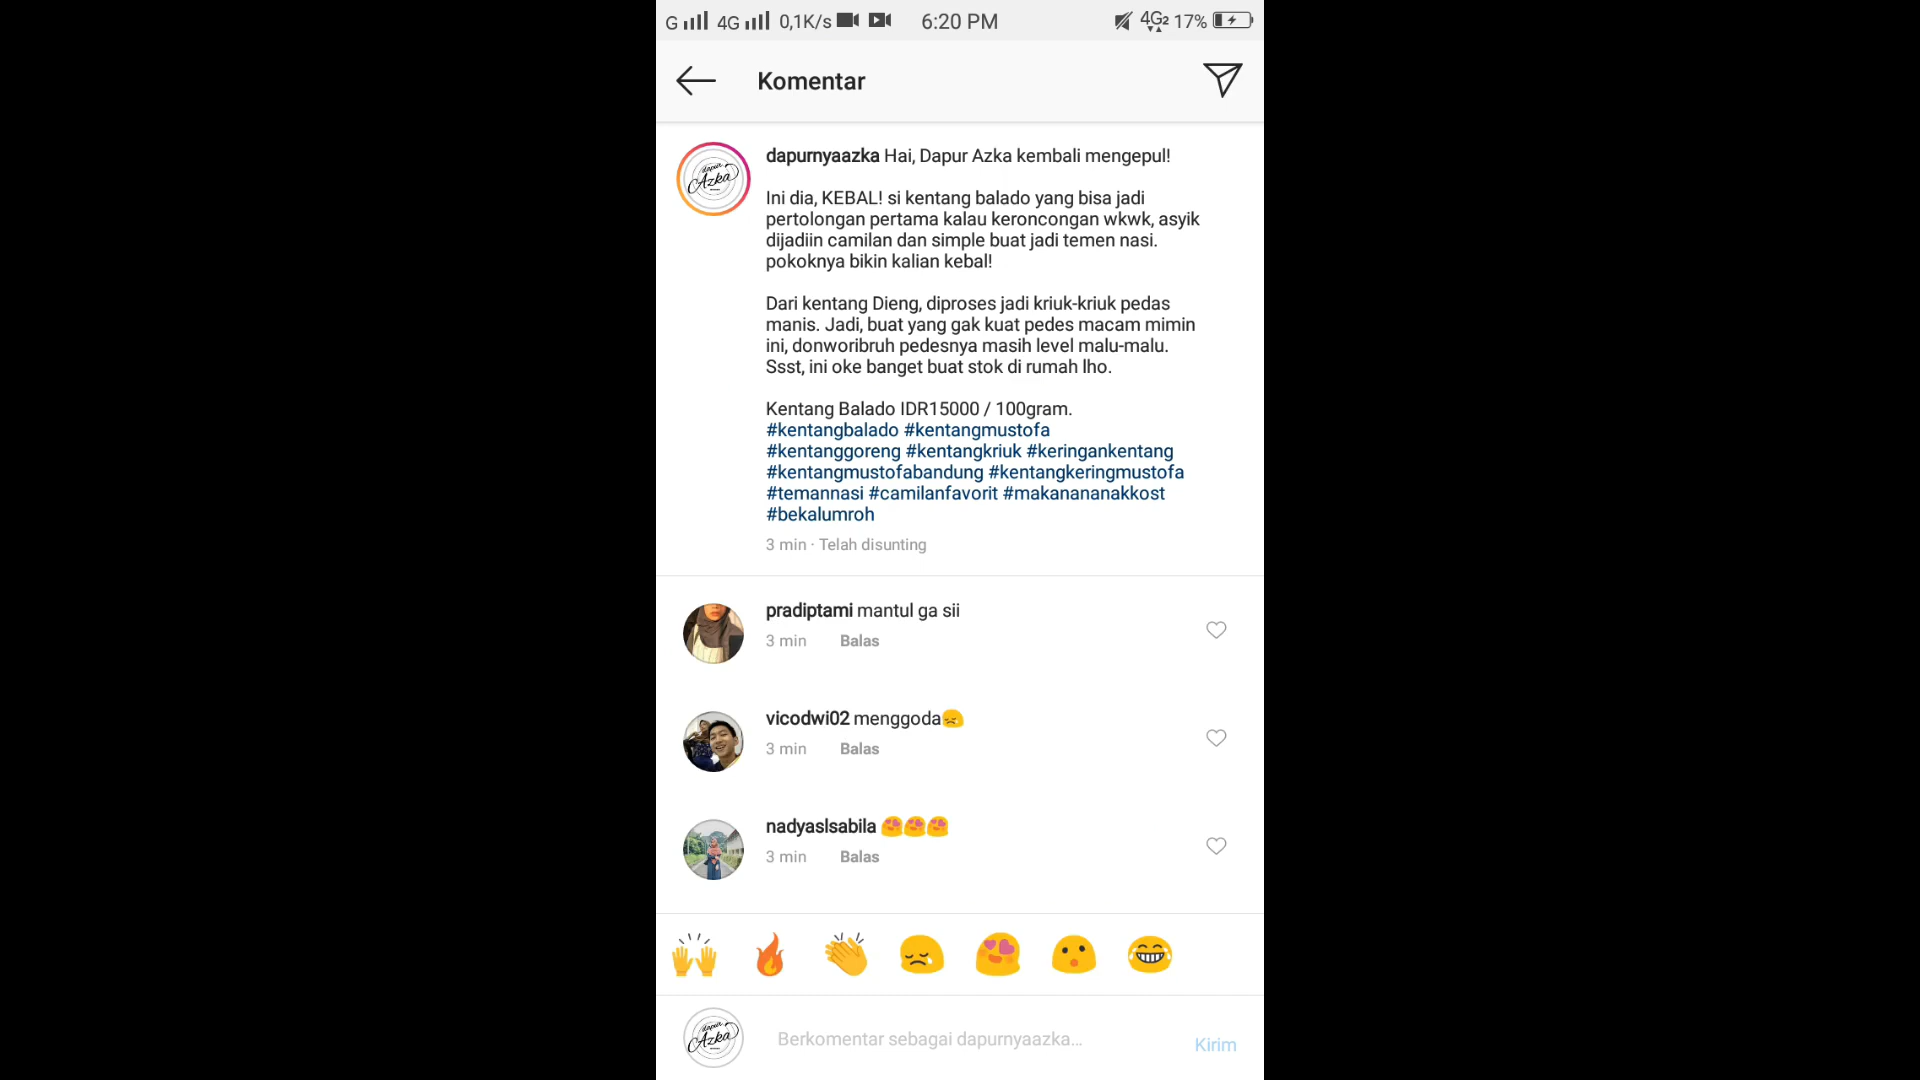 G 4G 0,1K/s 6:20 PM 4G2 17%
Komentar
dapurnyaazka Hai, Dapur Azka kembali mengepul!
Ini dia, KEBAL! si kentang balado yang bisa jadi
pertolongan pertama kalau keroncongan wkwk, asyik
dijadiin camilan dan simple buat jadi temen nasi.
pokoknya bikin kalian kebal!
Dari kentang Dieng, diproses jadi kriuk-kriuk pedas
manis. Jadi, buat yang gak kuat pedes macam mimin
ini, donworibruh pedesnya masih level malu-malu.
Ssst, ini oke banget buat stok di rumah lho.
Kentang Balado IDR15000 / 100gram.
#kentangbalado #kentangmustofa
#kentanggoreng #kentangkriuk #keringankentang
#kentangmustofabandung #kentangkeringmustofa
#temannasi #camilanfavorit #makanananakkost
#bekalumroh
3 min · Telah disunting
pradiptami mantul ga sii
3 min Balas
vicodwi02 menggoda😢
3 min Balas
nadyaslsabila 😍😍😍
3 min Balas
dapur
Azka
Berkomentar sebagai dapurnyaazka...
Kirim